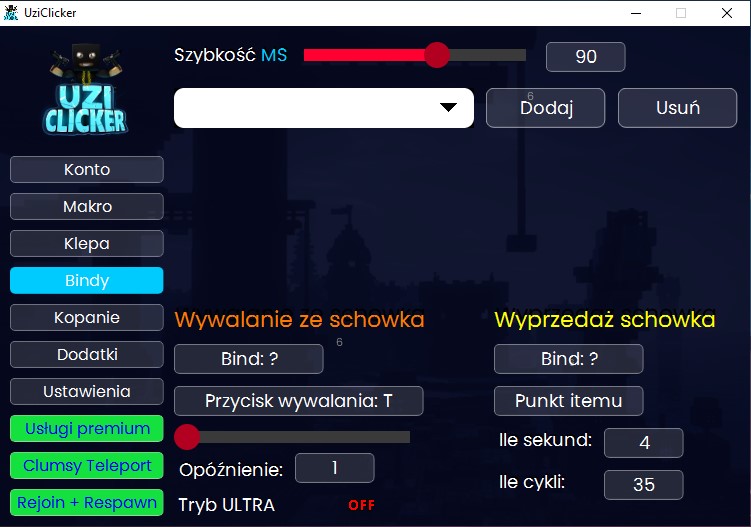 UziClicker
Szybkość MS
90
UZI
CLICKER
6
Dodaj
Usuń
Konto
Makro
Klepa
Bindy
Kopanie
Dodatki
Ustawienia
Usługi premium
Clumsy Teleport
Rejoin + Respawn
Wywalanie ze schowka
6
Bind: ?
Przycisk wywalania: T
Opóźnienie:
1
Tryb ULTRA
OFF
Wyprzedaż schowka
Bind: ?
Punkt itemu
Ile sekund:
4
Ile cykli:
35